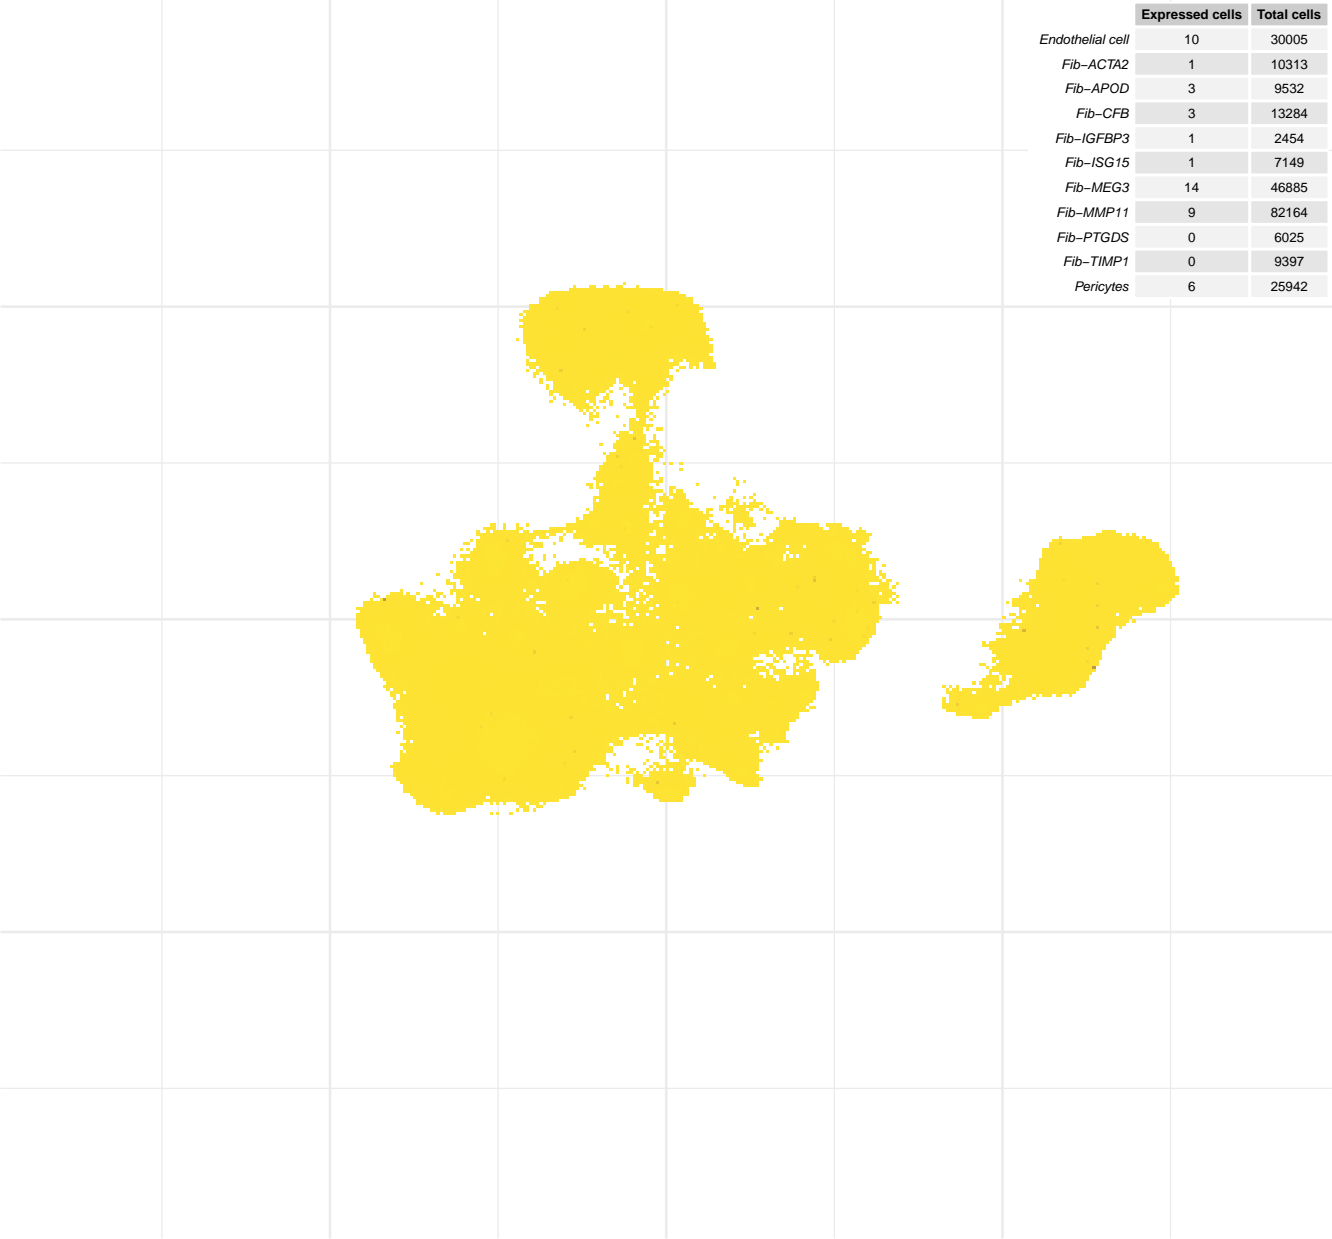 Expressed cells Total cells
Endothelial cell 10 30005
Fib−ACTA2 1 10313
Fib−APOD 3 9532
Fib−CFB 3 13284
Fib−IGFBP3 1 2454
Fib−ISG15 1 7149
Fib−MEG3 14 46885
Fib−MMP11 9 82164
Fib−PTGDS 0 6025
Fib−TIMP1 0 9397
Pericytes 6 25942